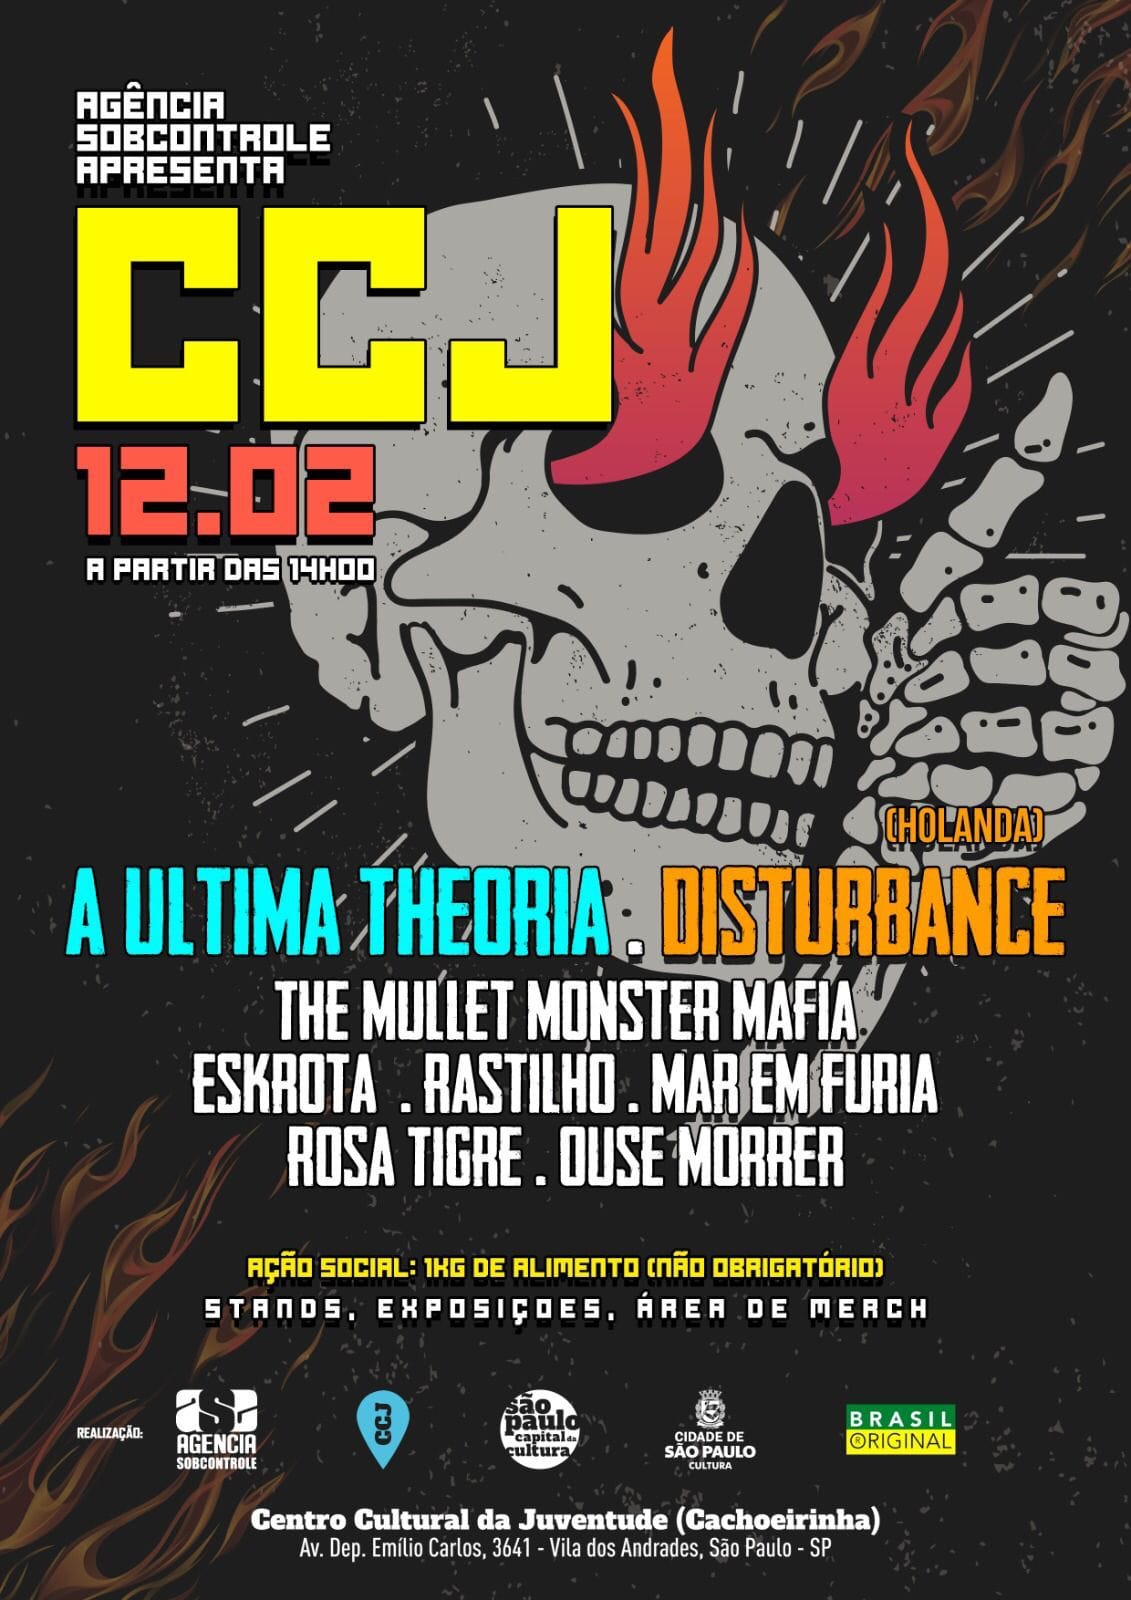 AGÊNCIA
SOBCONTROLE
APRESENTA
CCJ
12.02
A PARTIR DAS 14H00
(HOLANDA)
A ULTIMA THEORIA . DISTURBANCE
THE MULLET MONSTER MAFIA
ESKROTA . RASTILHO . MAR EM FURIA
ROSA TIGRE . OUSE MORRER
AÇÃO SOCIAL: 1KG DE ALIMENTO (NÃO OBRIGATÓRIO)
STANDS, EXPOSIÇOES, ÁREA DE MERCH
REALIZAÇÃO:
asc
AGENCIA
SOBCONTROLE
CCJ
são
paulo
capital da
cultura
CIDADE DE
SÃO PAULO
CULTURA
BRASIL
®ORIGINAL
Centro Cultural da Juventude (Cachoeirinha)
Av. Dep. Emílio Carlos, 3641 - Vila dos Andrades, São Paulo - SP